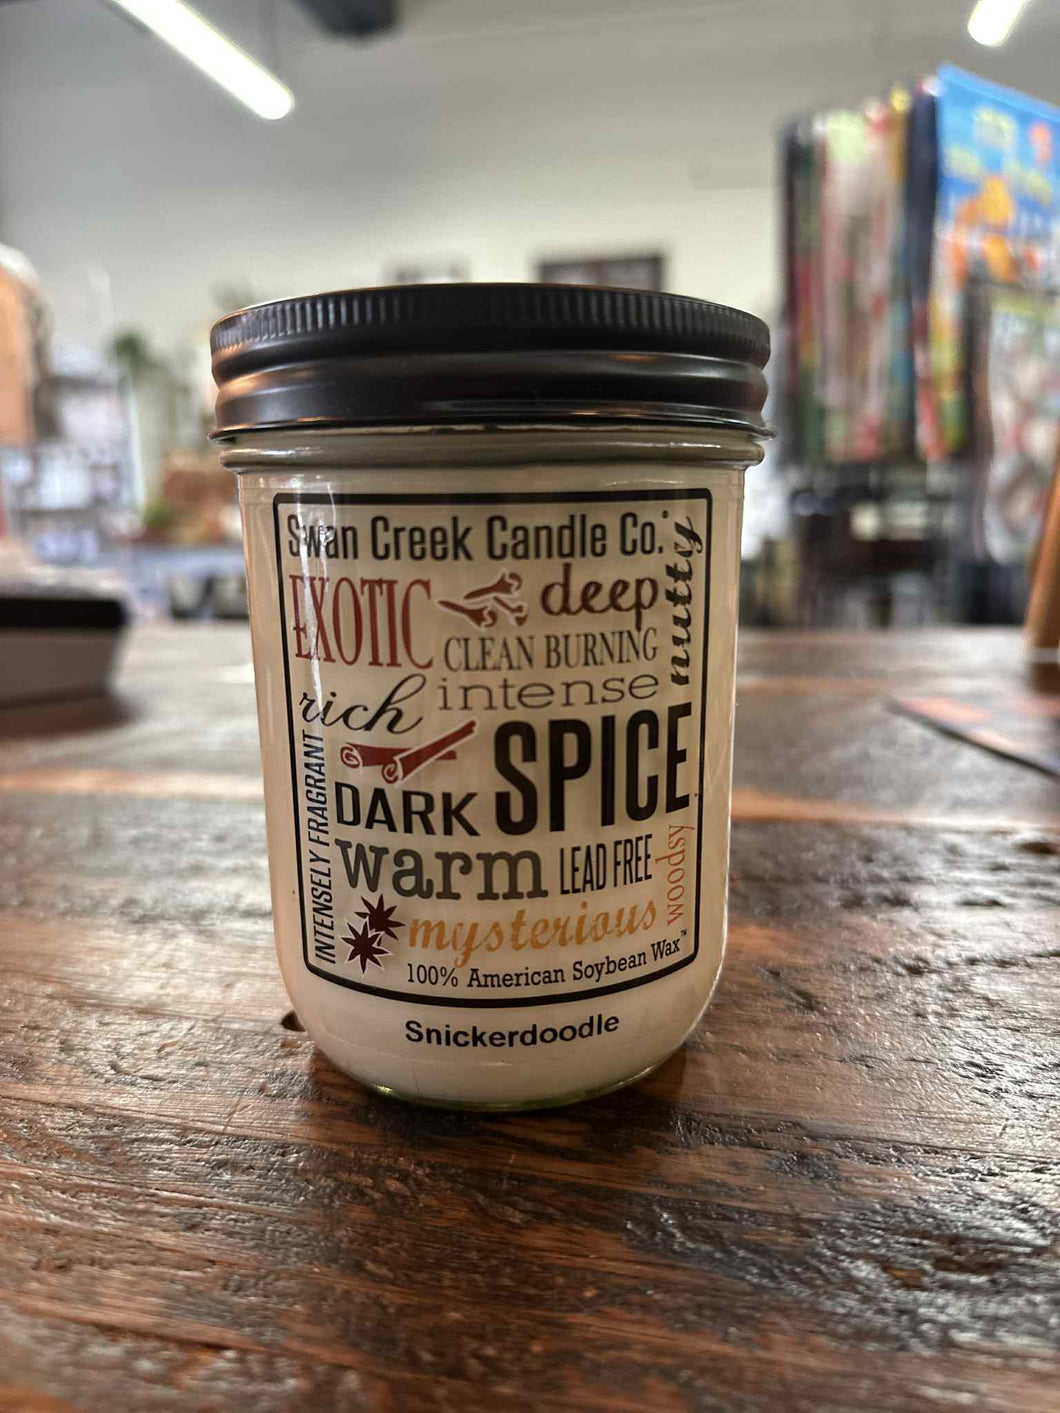 Swan Creek Candle Co.
EXOTIC
deep
nutty
CLEAN BURNING
rich
intense
SPICE
DARK
INTENSELY FRAGRANT
warm
LEAD FREE
woodsy
mysterious
100% American Soybean Wax™
Snickerdoodle